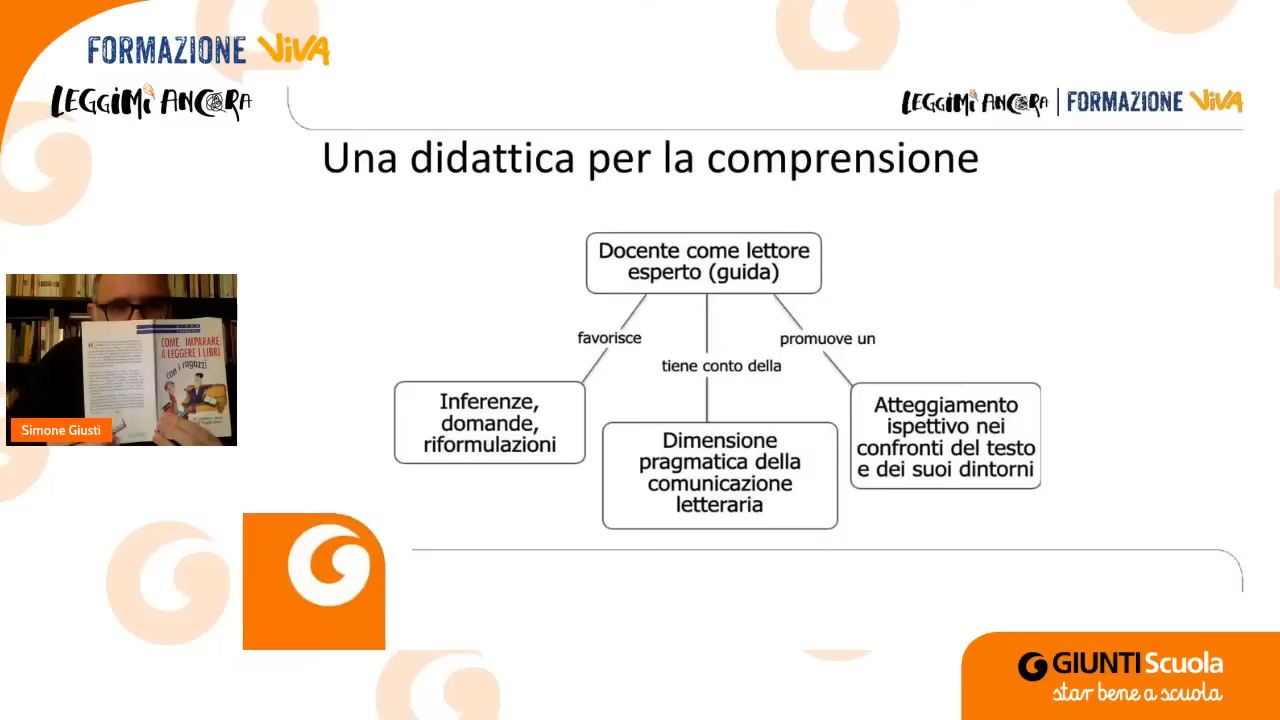 FORMAZIONE VIVA
LEGGIMI ANCORA
LEGGIMI ANCORA | FORMAZIONE VIVA
Una didattica per la comprensione
Docente come lettore
esperto (guida)
favorisce
tiene conto della
promuove un
Inferenze,
domande,
riformulazioni
Dimensione
pragmatica della
comunicazione
letteraria
Atteggiamento
ispettivo nei
confronti del testo
e dei suoi dintorni
COME IMPARARE
A LEGGERE I LIBRI
con i ragazzi
Simone Giusti
GIUNTI Scuola
star bene a scuola